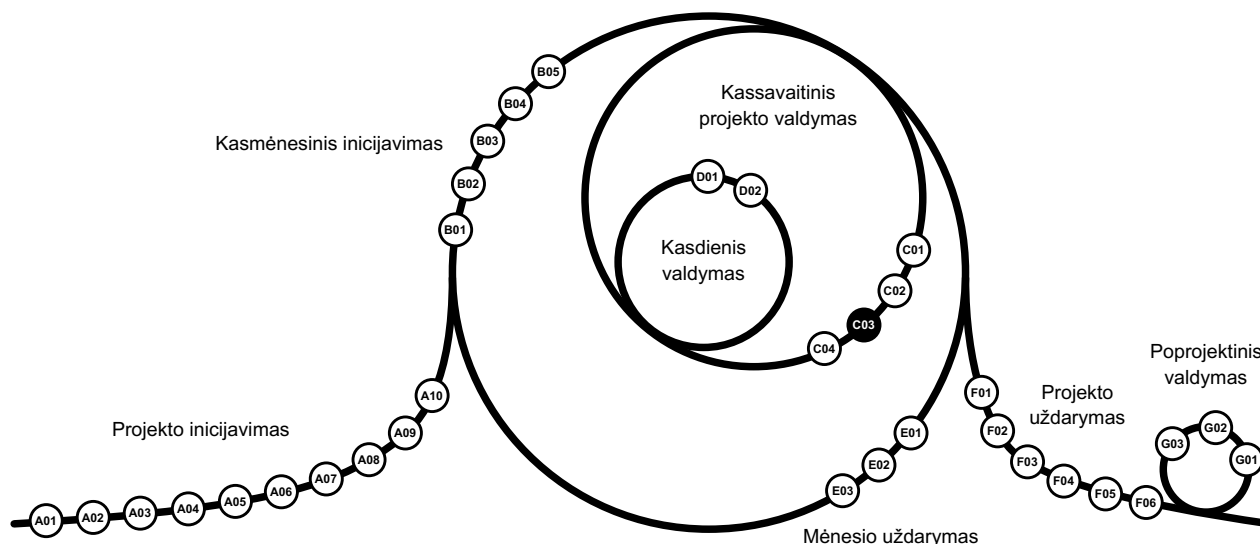 Kasmėnesinis inicijavimas
B05
B04
B03
B02
B01
Kassavaitinis
projekto valdymas
D01
D02
Kasdienis
valdymas
C01
C02
C03
C04
Projekto inicijavimas
A01
A02
A03
A04
A05
A06
A07
A08
A09
A10
E01
E02
E03
Mėnesio uždarymas
Projekto
uždarymas
F01
F02
F03
F04
F05
F06
Poprojektinis
valdymas
G03
G02
G01